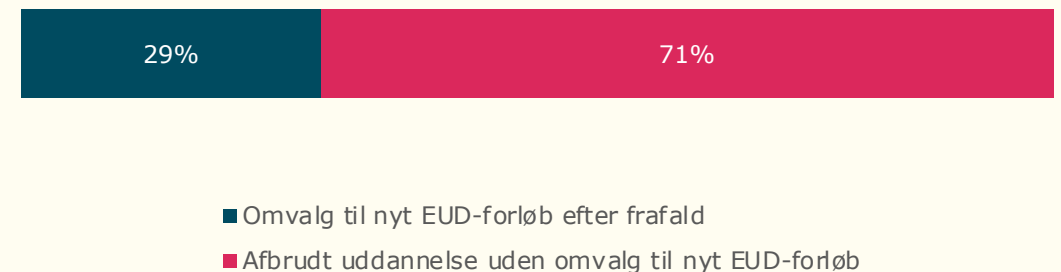 29% 71%
Omvalg til nyt EUD-forløb efter frafald
Afbrudt uddannelse uden omvalg til nyt EUD-forløb